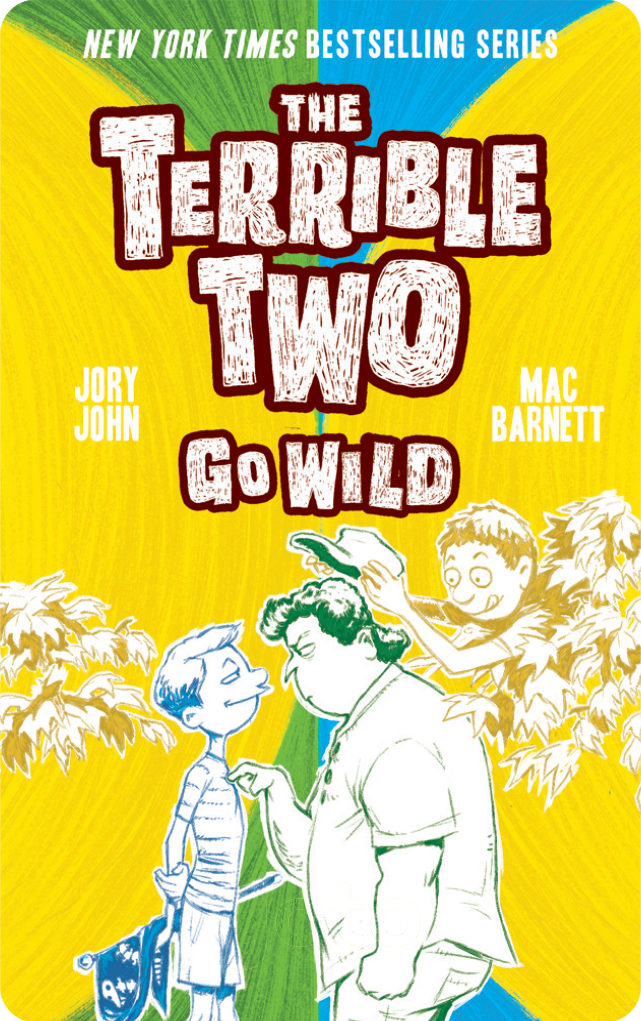 NEW YORK TIMES BESTSELLING SERIES
THE
TERRIBLE
TWO
JORY
JOHN
MAC
BARNETT
GO WILD